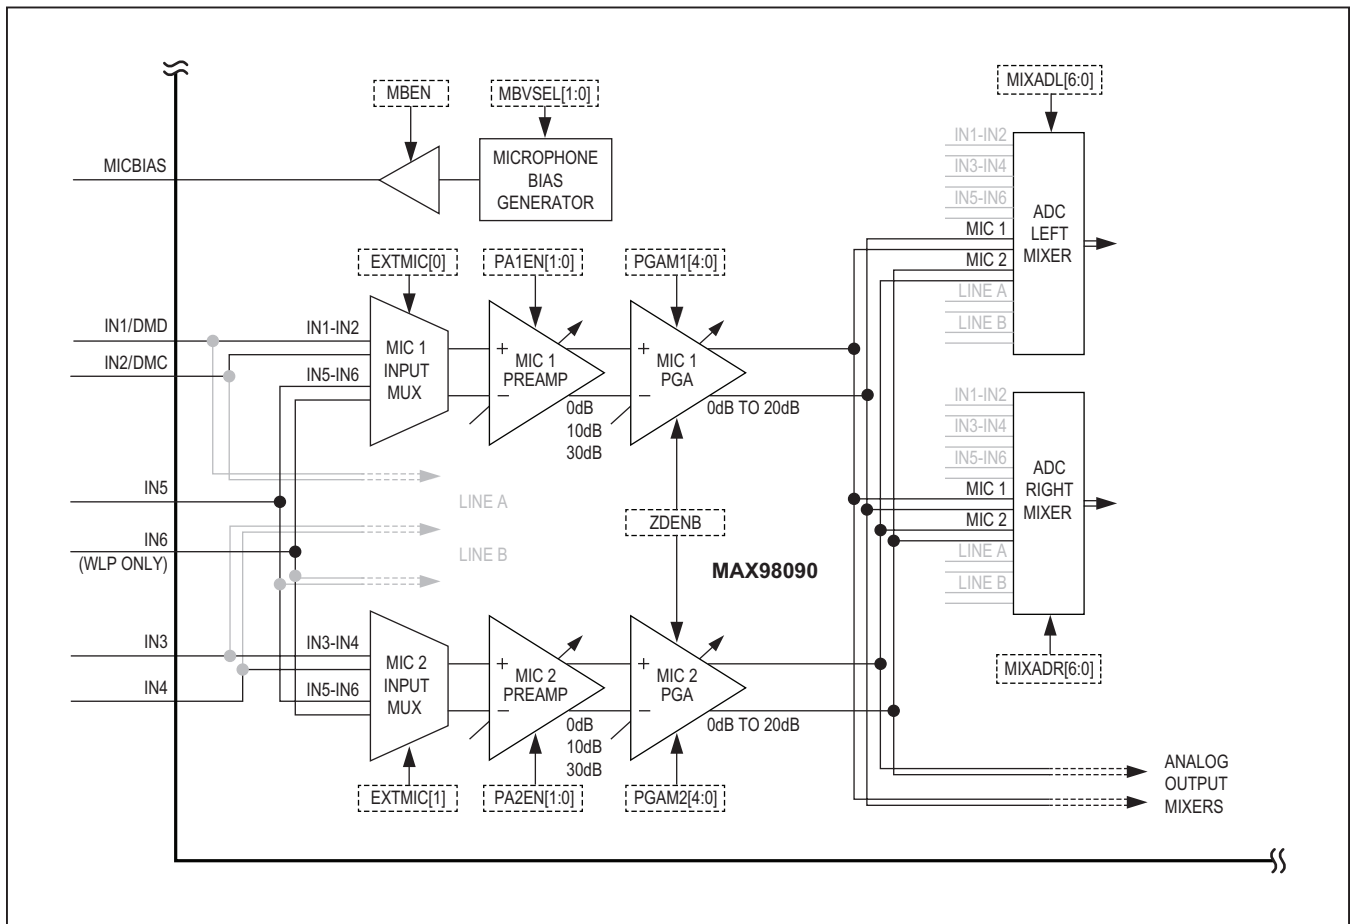 MBEN
MBVSEL[1:0]
MIXADL[6:0]
MICBIAS
MICROPHONE
BIAS
GENERATOR
IN1-IN2
IN3-IN4
IN5-IN6
MIC 1
MIC 2
LINE A
LINE B
ADC
LEFT
MIXER
EXTMIC[0]
PA1EN[1:0]
PGAM1[4:0]
IN1/DMD
IN2/DMC
IN1-IN2
IN5-IN6
MIC 1
INPUT
MUX
+
MIC 1
PREAMP
−
0dB
10dB
30dB
+
MIC 1
PGA
−
0dB TO 20dB
IN5
LINE A
IN6
(WLP ONLY)
LINE B
ZDENB
MAX98090
IN1-IN2
IN3-IN4
IN5-IN6
MIC 1
MIC 2
LINE A
LINE B
ADC
RIGHT
MIXER
MIXADR[6:0]
IN3
IN4
IN3-IN4
IN5-IN6
MIC 2
INPUT
MUX
+
MIC 2
PREAMP
−
0dB
10dB
30dB
+
MIC 2
PGA
−
0dB TO 20dB
EXTMIC[1]
PA2EN[1:0]
PGAM2[4:0]
ANALOG
OUTPUT
MIXERS